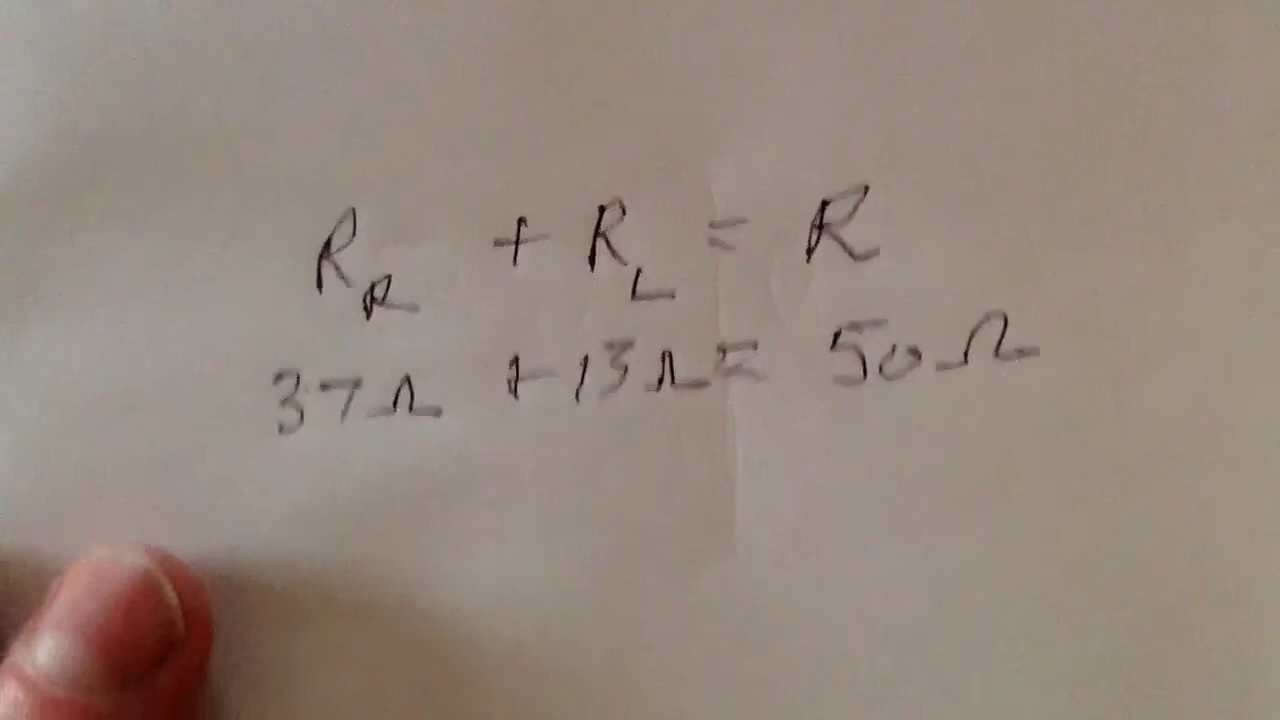 R_R + R_L = R
37Ω + 13Ω = 50Ω